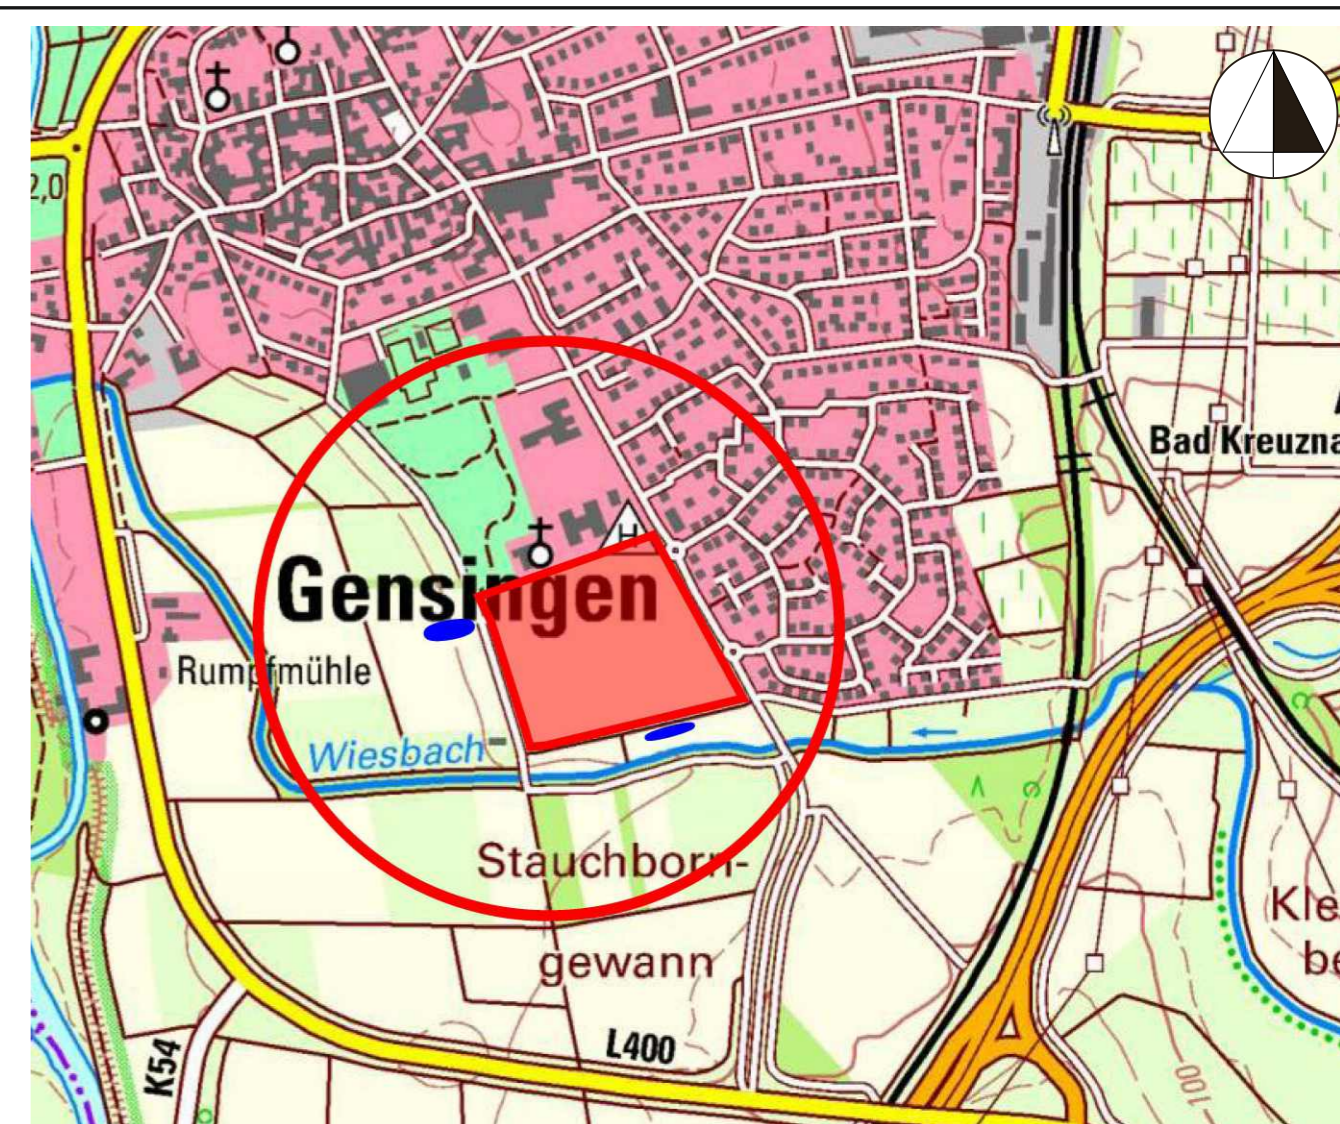 2,0
Bad Kreuzna
H
Gensingen
Rumpfmühle
Wiesbach
Stauchborn-
gewann
Kle
be
L400
K54
100